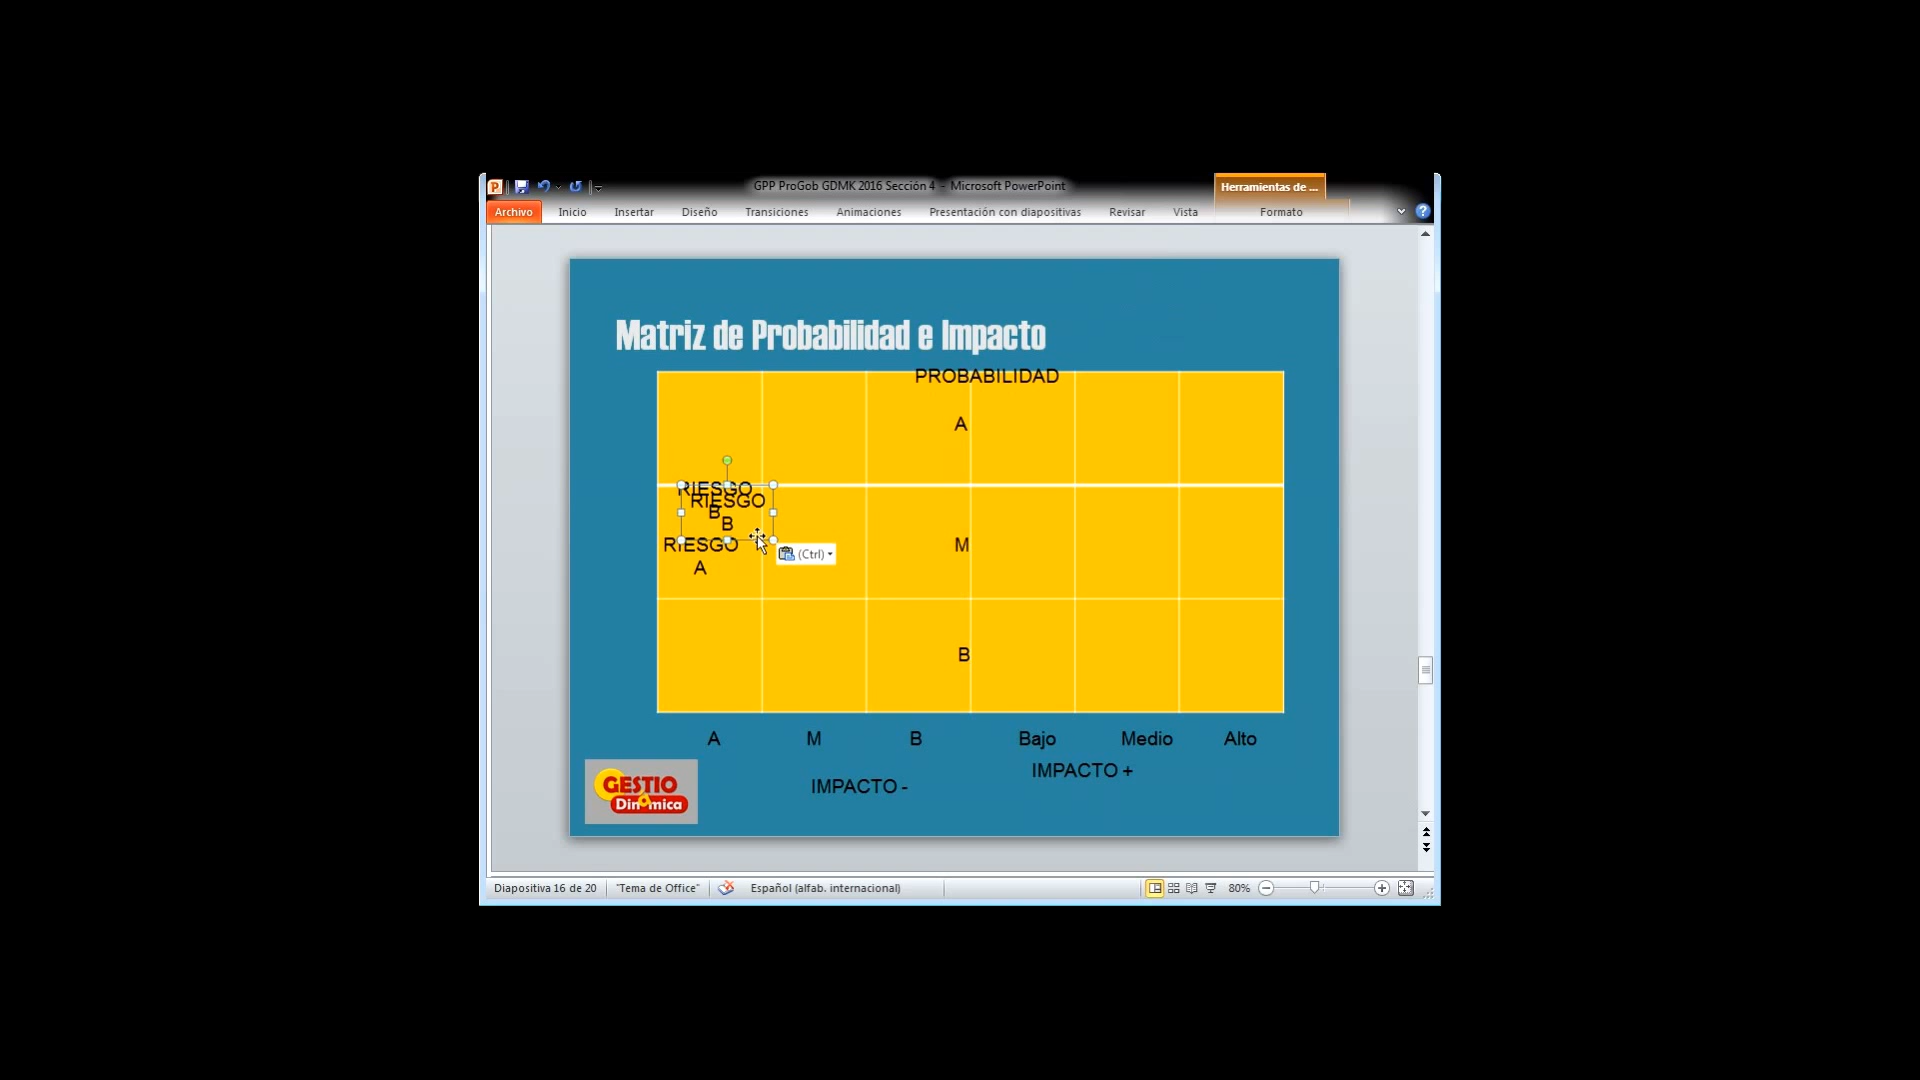 GPP ProGob GDMK 2016 Sección 4 - Microsoft PowerPoint
Herramientas de ...
Archivo Inicio Insertar Diseño Transiciones Animaciones Presentación con diapositivas Revisar Vista Formato
Matriz de Probabilidad e Impacto
PROBABILIDAD
A
RIESGO
B
RIESGO
B
RIESGO
A
(Ctrl)
M
B
A M B Bajo Medio Alto
IMPACTO +
IMPACTO -
GESTIO
Dinámica
Diapositiva 16 de 20 "Tema de Office" Español (alfab. internacional) 80%